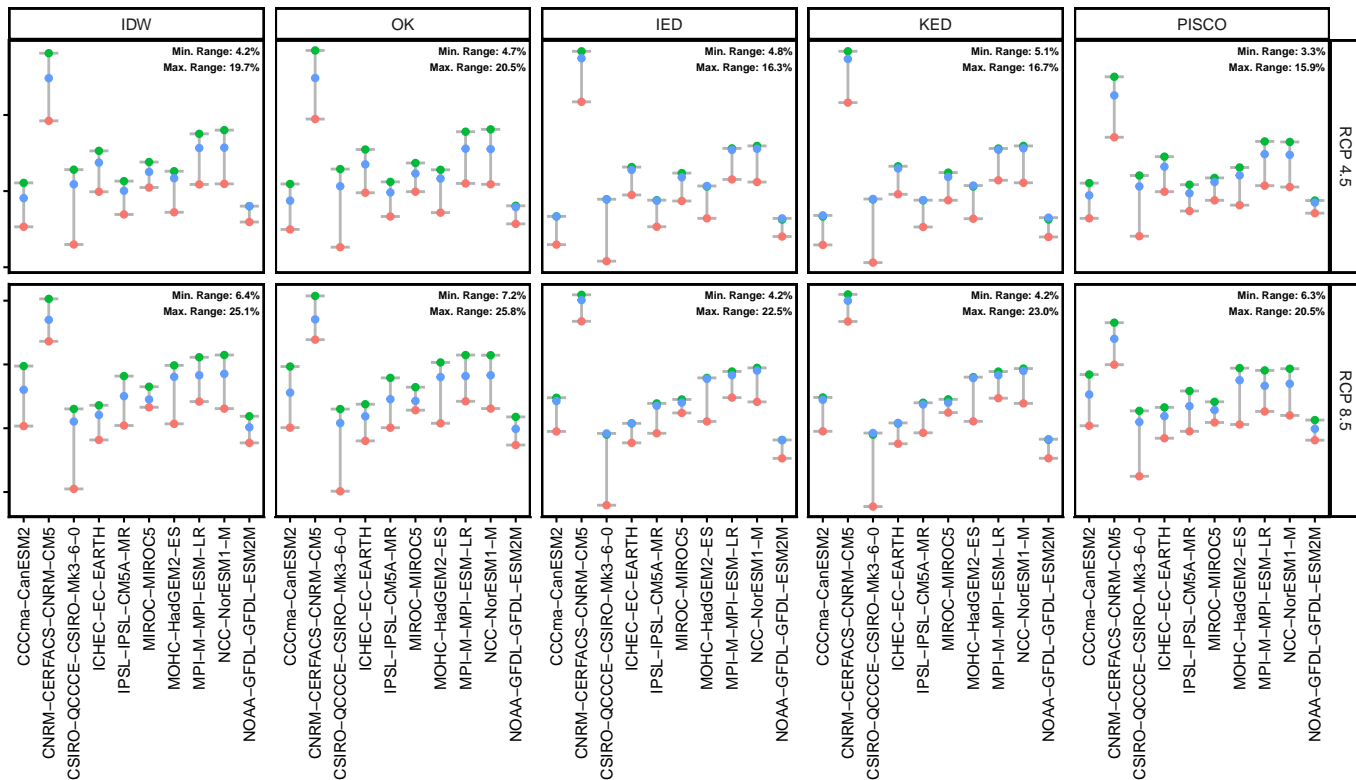 IDW
OK
IED
KED
PISCO
Min. Range: 4.2%
Max. Range: 19.7%
Min. Range: 4.7%
Max. Range: 20.5%
Min. Range: 4.8%
Max. Range: 16.3%
Min. Range: 5.1%
Max. Range: 16.7%
Min. Range: 3.3%
Max. Range: 15.9%
RCP 4.5
Min. Range: 6.4%
Max. Range: 25.1%
Min. Range: 7.2%
Max. Range: 25.8%
Min. Range: 4.2%
Max. Range: 22.5%
Min. Range: 4.2%
Max. Range: 23.0%
Min. Range: 6.3%
Max. Range: 20.5%
RCP 8.5
CCCma−CanESM2
CNRM−CERFACS−CNRM−CM5
CSIRO−QCCCE−CSIRO−Mk3−6−0
ICHEC−EC−EARTH
IPSL−IPSL−CM5A−MR
MIROC−MIROC5
MOHC−HadGEM2−ES
MPI−M−MPI−ESM−LR
NCC−NorESM1−M
NOAA−GFDL−GFDL−ESM2M
CCCma−CanESM2
CNRM−CERFACS−CNRM−CM5
CSIRO−QCCCE−CSIRO−Mk3−6−0
ICHEC−EC−EARTH
IPSL−IPSL−CM5A−MR
MIROC−MIROC5
MOHC−HadGEM2−ES
MPI−M−MPI−ESM−LR
NCC−NorESM1−M
NOAA−GFDL−GFDL−ESM2M
CCCma−CanESM2
CNRM−CERFACS−CNRM−CM5
CSIRO−QCCCE−CSIRO−Mk3−6−0
ICHEC−EC−EARTH
IPSL−IPSL−CM5A−MR
MIROC−MIROC5
MOHC−HadGEM2−ES
MPI−M−MPI−ESM−LR
NCC−NorESM1−M
NOAA−GFDL−GFDL−ESM2M
CCCma−CanESM2
CNRM−CERFACS−CNRM−CM5
CSIRO−QCCCE−CSIRO−Mk3−6−0
ICHEC−EC−EARTH
IPSL−IPSL−CM5A−MR
MIROC−MIROC5
MOHC−HadGEM2−ES
MPI−M−MPI−ESM−LR
NCC−NorESM1−M
NOAA−GFDL−GFDL−ESM2M
CCCma−CanESM2
CNRM−CERFACS−CNRM−CM5
CSIRO−QCCCE−CSIRO−Mk3−6−0
ICHEC−EC−EARTH
IPSL−IPSL−CM5A−MR
MIROC−MIROC5
MOHC−HadGEM2−ES
MPI−M−MPI−ESM−LR
NCC−NorESM1−M
NOAA−GFDL−GFDL−ESM2M